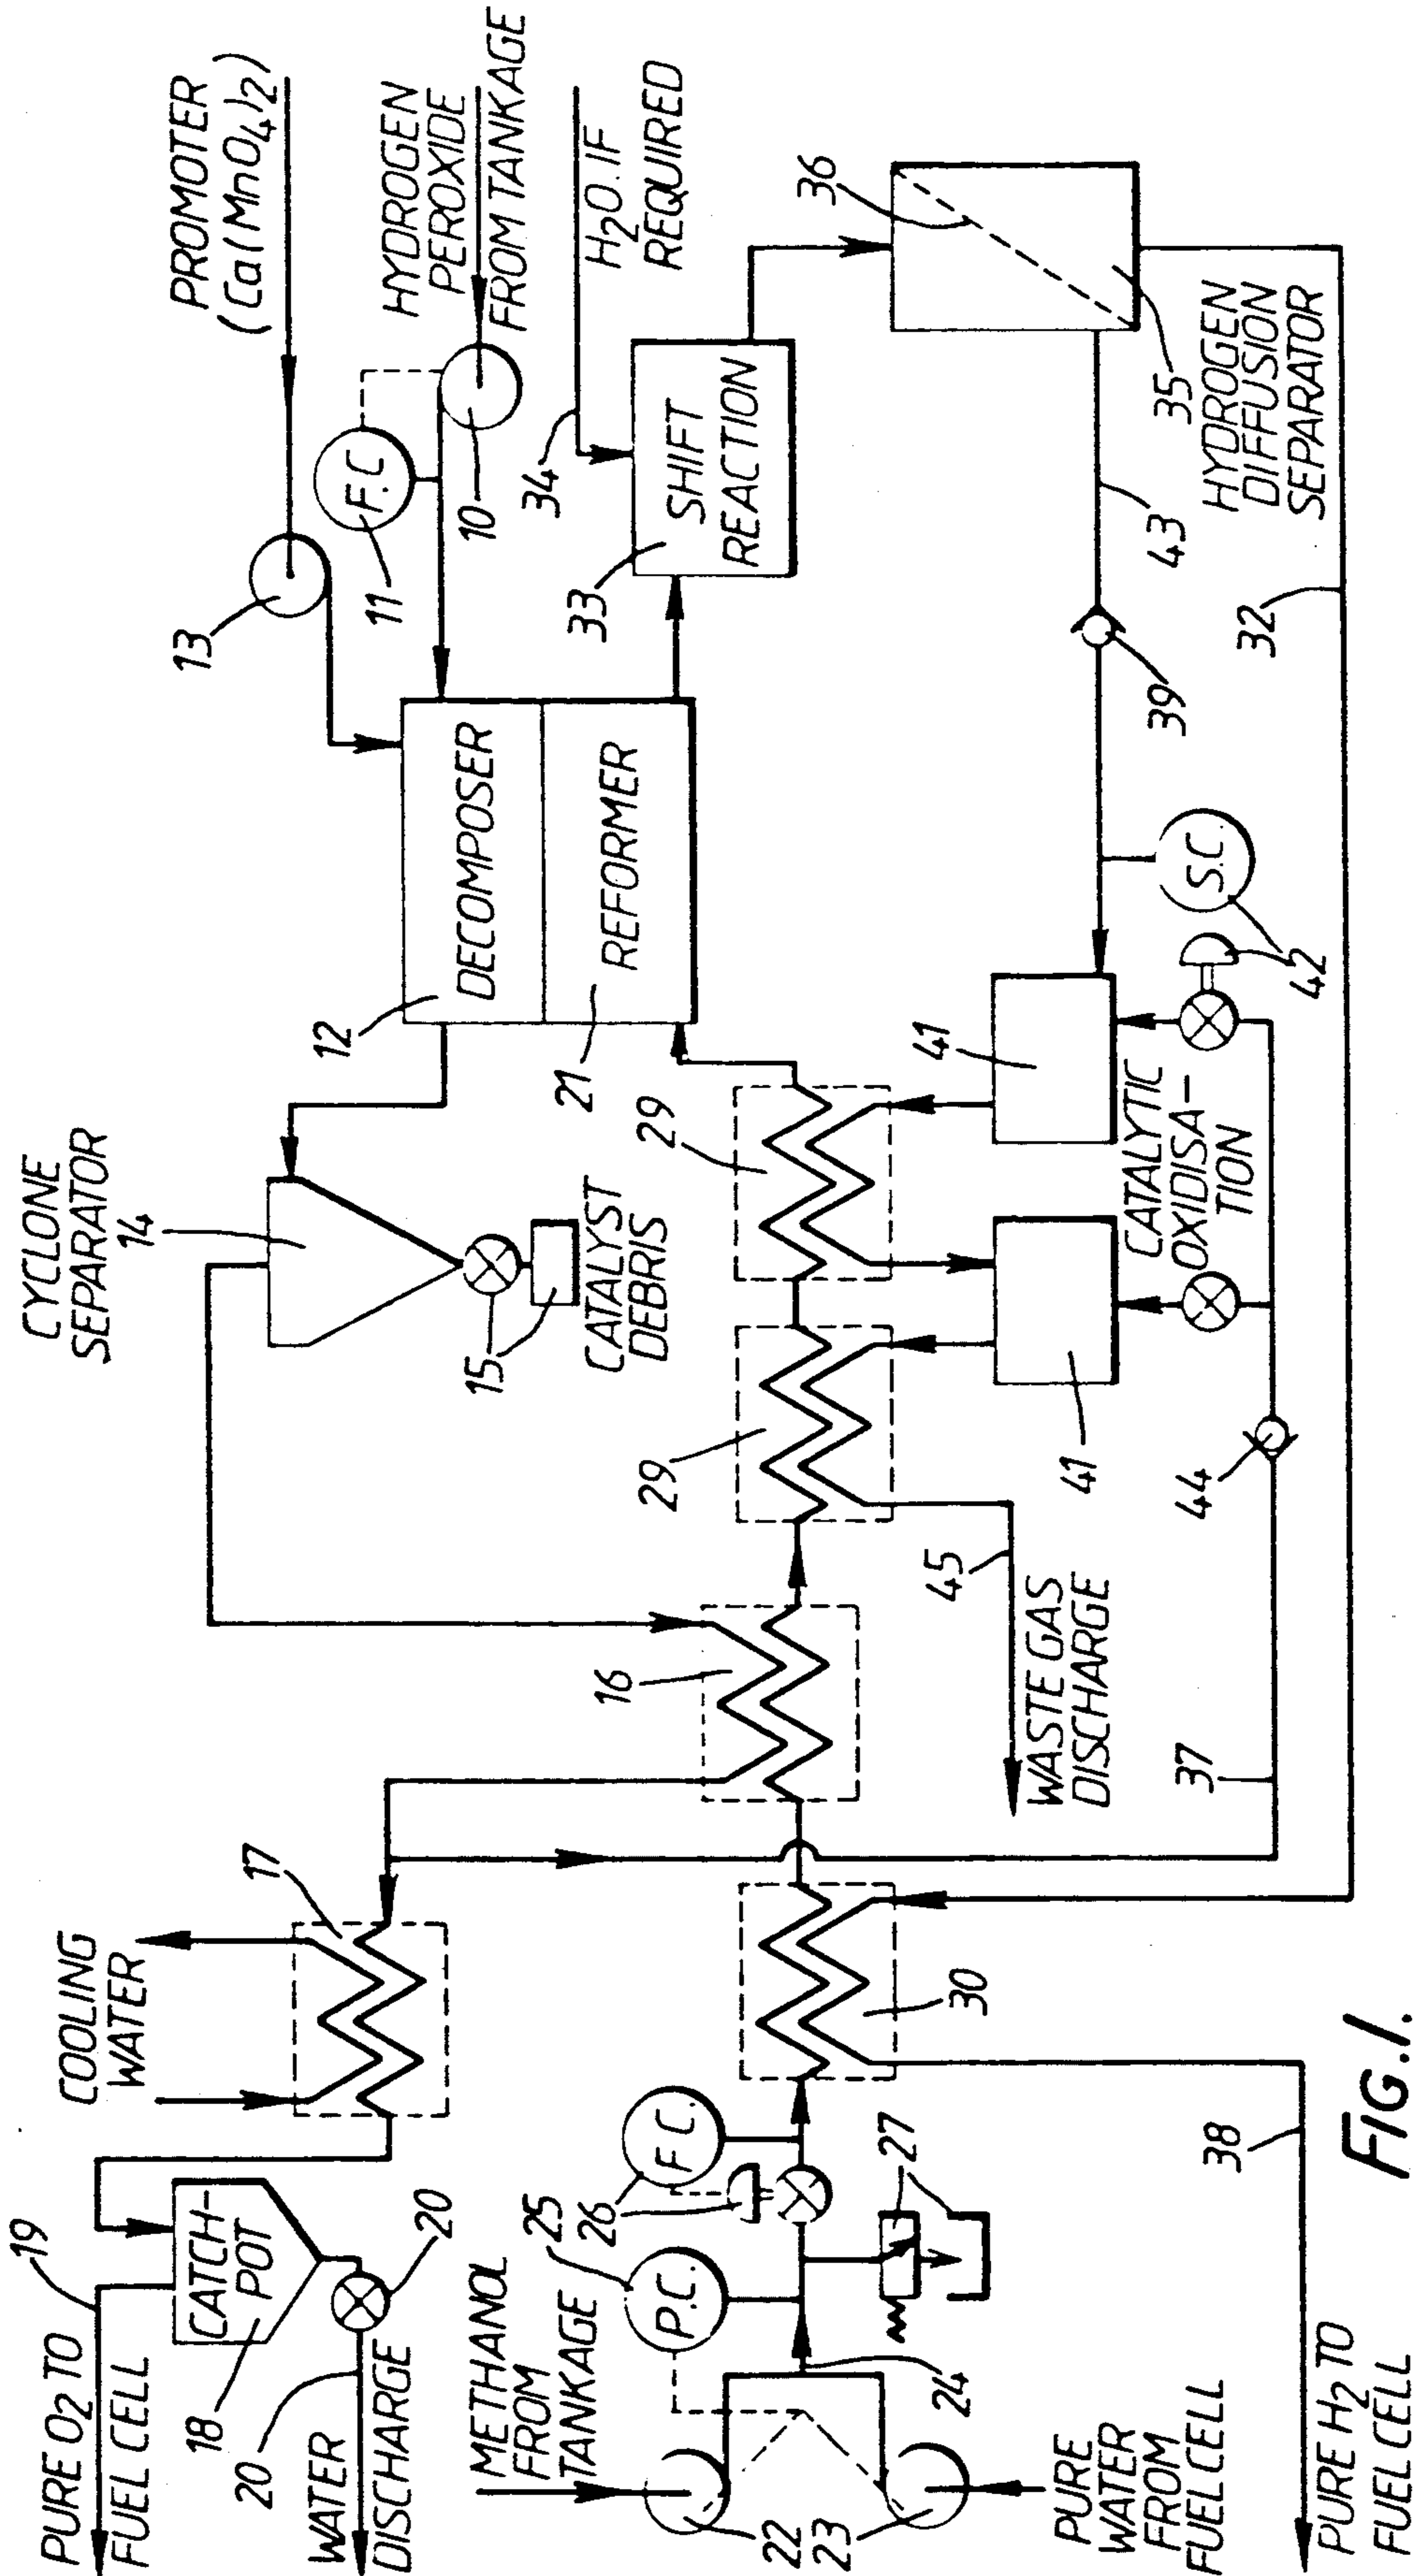 PROMOTER
(Ca(MnO4)2)
HYDROGEN
PEROXIDE
FROM TANKAGE
H2O. IF
REQUIRED
13
F.C
11
10
34
33
SHIFT
REACTION
36
35
HYDROGEN
DIFFUSION
SEPARATOR
43
39
32
12
DECOMPOSER
REFORMER
21
CYCLONE
SEPARATOR
14
15
CATALYST
DEBRIS
29
29
41
41
CATALYTIC
OXIDISA-
TION
S.C.
42
44
37
45
WASTE GAS
DISCHARGE
16
17
COOLING
WATER
30
19
PURE O2 TO
FUEL CELL
CATCH-
POT
18
20
20
WATER
DISCHARGE
METHANOL
FROM
TANKAGE
25
26
P.C.
F C.
27
24
22
23
PURE
WATER
FROM
FUEL CELL
38
PURE H2 TO
FUEL CELL
FIG.1.